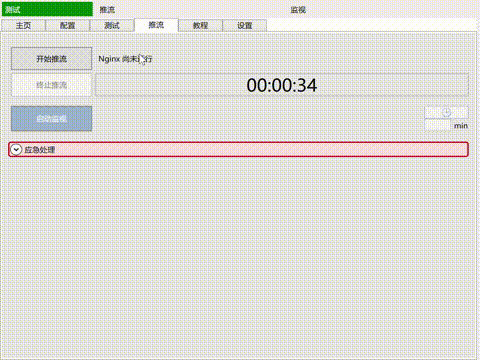 测试 推流 监视
主页 配置 测试 推流 教程 设置
开始推流 Nginx 尚未运行
终止推流 00:00:34
启动监视
min
应急处理